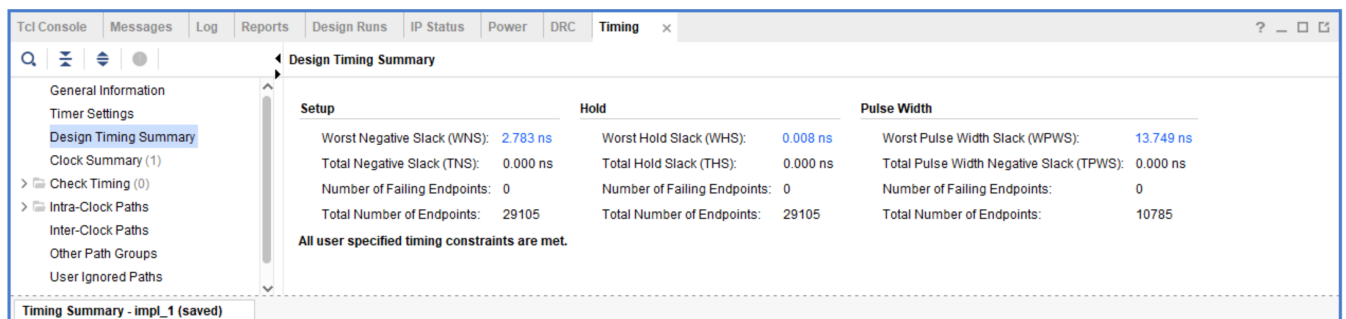 Tcl Console Messages Log Reports Design Runs IP Status Power DRC Timing
Design Timing Summary
General Information
Timer Settings
Design Timing Summary
Clock Summary (1)
Check Timing (0)
Intra-Clock Paths
Inter-Clock Paths
Other Path Groups
User Ignored Paths
Setup Hold Pulse Width
Worst Negative Slack (WNS): 2.783 ns Worst Hold Slack (WHS): 0.008 ns Worst Pulse Width Slack (WPWS): 13.749 ns
Total Negative Slack (TNS): 0.000 ns Total Hold Slack (THS): 0.000 ns Total Pulse Width Negative Slack (TPWS): 0.000 ns
Number of Failing Endpoints: 0 Number of Failing Endpoints: 0 Number of Failing Endpoints: 0
Total Number of Endpoints: 29105 Total Number of Endpoints: 29105 Total Number of Endpoints: 10785
All user specified timing constraints are met.
Timing Summary - impl_1 (saved)